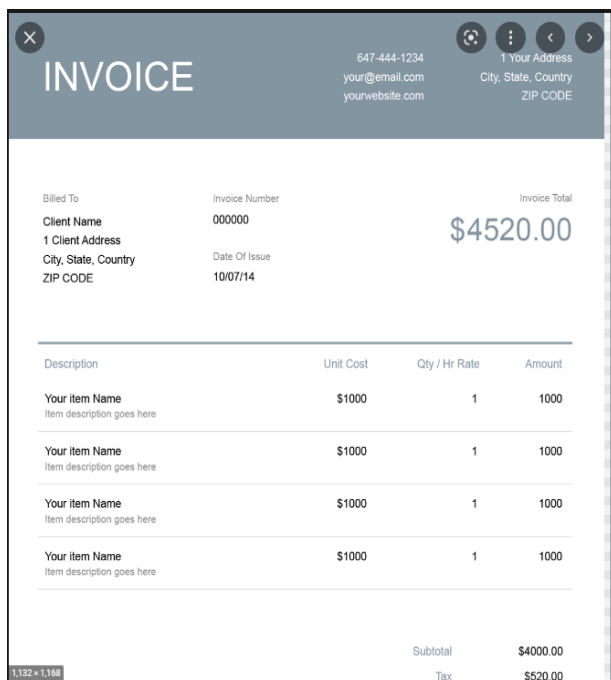 INVOICE
647-444-1234
your@email.com
yourwebsite.com
1 Your Address
City, State, Country
ZIP CODE
Billed To
Client Name
1 Client Address
City, State, Country
ZIP CODE
Invoice Number
000000
Date Of Issue
10/07/14
Invoice Total
$4520.00
Description Unit Cost Qty / Hr Rate Amount
Your item Name $1000 1 1000
Item description goes here
Your item Name $1000 1 1000
Item description goes here
Your item Name $1000 1 1000
Item description goes here
Your item Name $1000 1 1000
Item description goes here
Subtotal $4000.00
Tax $520.00
1,132 × 1,168